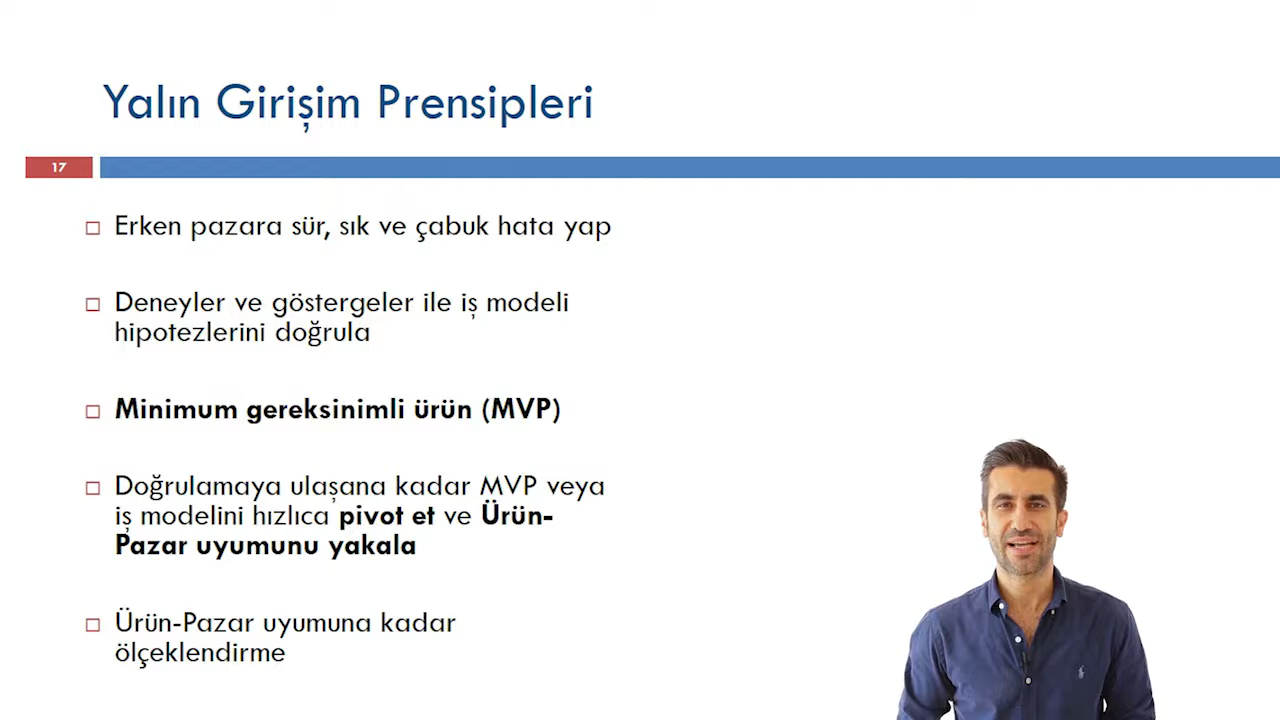 Yalın Girişim Prensipleri
17
Erken pazara sür, sık ve çabuk hata yap
Deneyler ve göstergeler ile iş modeli
hipotezlerini doğrula
Minimum gereksinimli ürün (MVP)
Doğrulamaya ulaşana kadar MVP veya
iş modelini hızlıca pivot et ve Ürün-
Pazar uyumunu yakala
Ürün-Pazar uyumuna kadar
ölçeklendirme